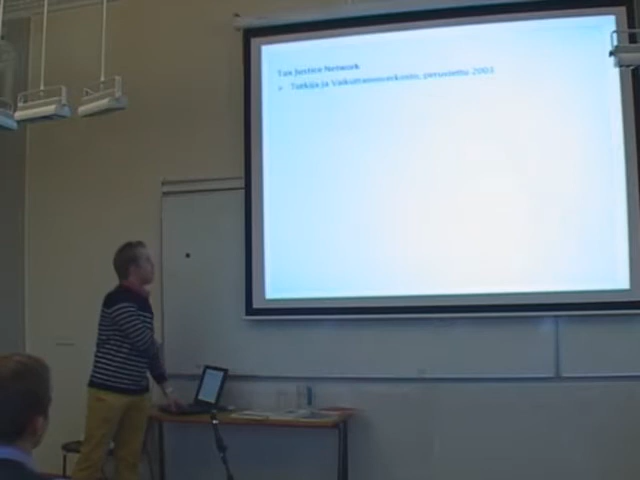 Tax Justice Network
Tutkija ja Vaikuttamisverkosto, perustettu 2003